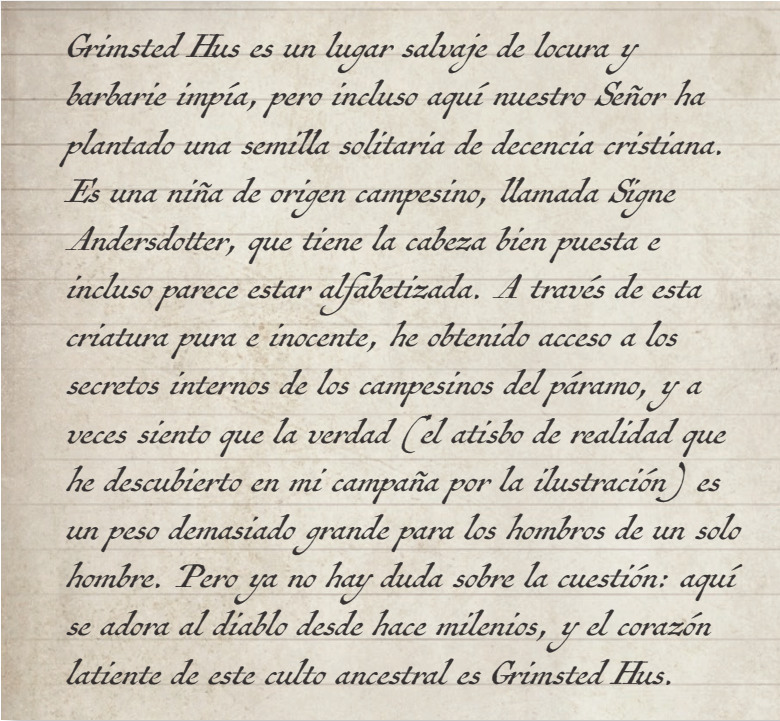 Grimsted Hus es un lugar salvaje de locura y
barbarie impía, pero incluso aquí nuestro Señor ha
plantado una semilla solitaria de decencia cristiana.
Es una niña de origen campesino, llamada Signe
Andersdotter, que tiene la cabeza bien puesta e
incluso parece estar alfabetizada. A través de esta
criatura pura e inocente, he obtenido acceso a los
secretos internos de los campesinos del páramo, y a
veces siento que la verdad (el atisbo de realidad que
he descubierto en mi campaña por la ilustración) es
un peso demasiado grande para los hombros de un solo
hombre. Pero ya no hay duda sobre la cuestión: aquí
se adora al diablo desde hace milenios, y el corazón
latiente de este culto ancestral es Grimsted Hus.